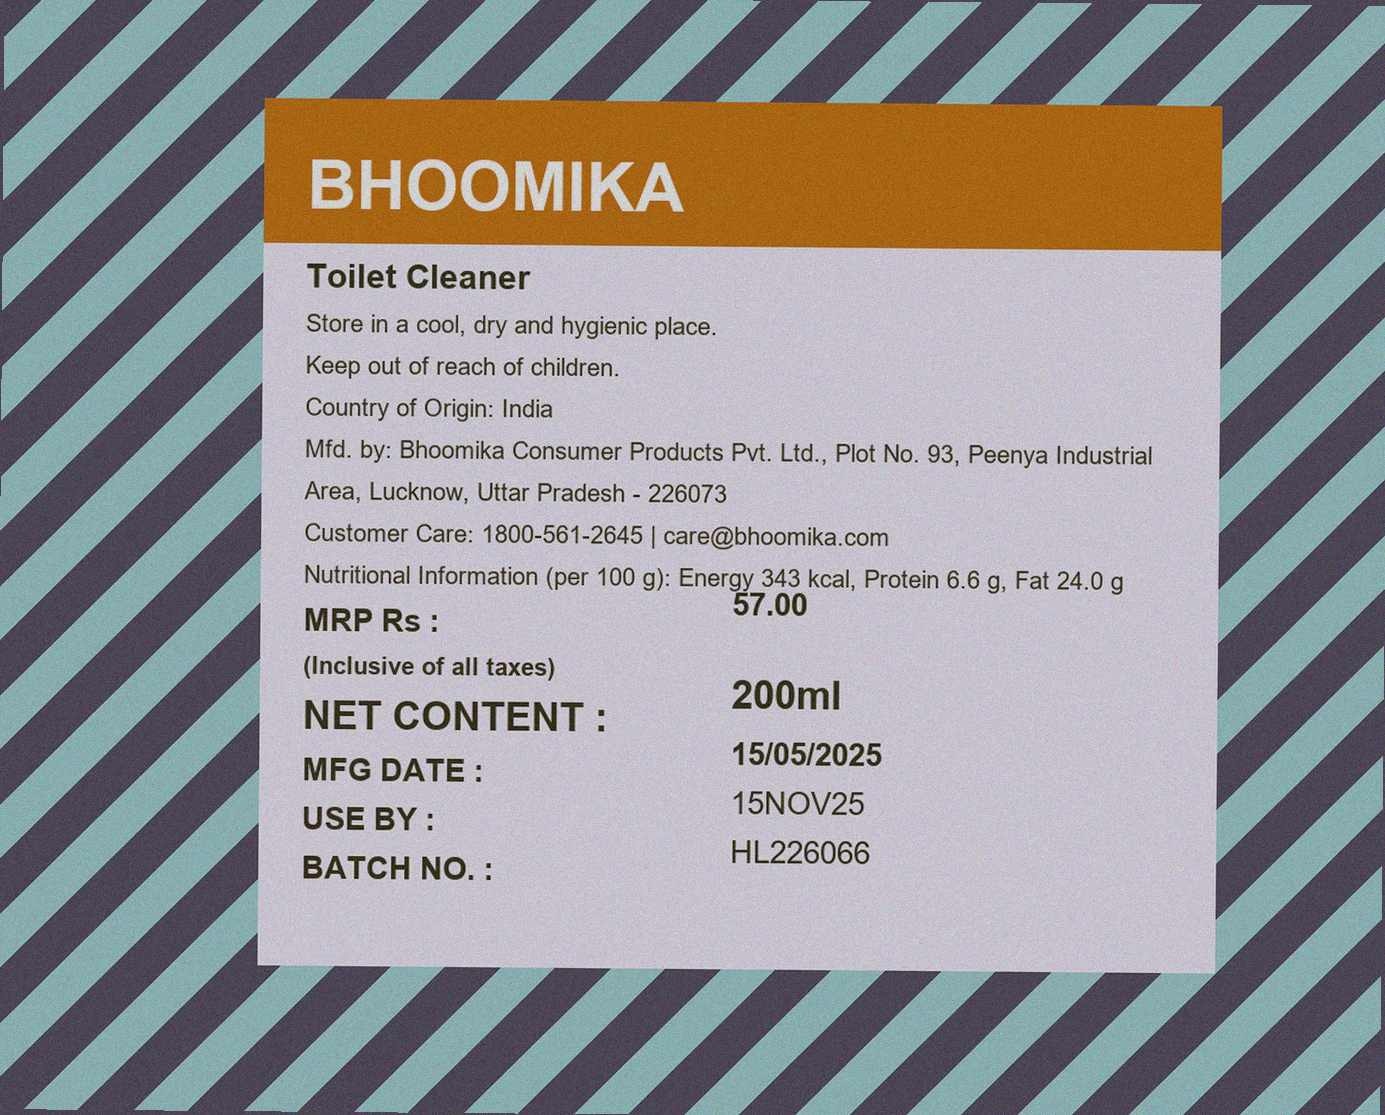 BHOOMIKA
Toilet Cleaner
Store in a cool, dry and hygienic place.
Keep out of reach of children.
Country of Origin: India
Mfd. by: Bhoomika Consumer Products Pvt. Ltd., Plot No. 93, Peenya Industrial
Area, Lucknow, Uttar Pradesh - 226073
Customer Care: 1800-561-2645 | care@bhoomika.com
Nutritional Information (per 100 g): Energy 343 kcal, Protein 6.6 g, Fat 24.0 g
MRP Rs : 57.00
(Inclusive of all taxes)
NET CONTENT : 200ml
MFG DATE : 15/05/2025
USE BY : 15NOV25
BATCH NO. : HL226066